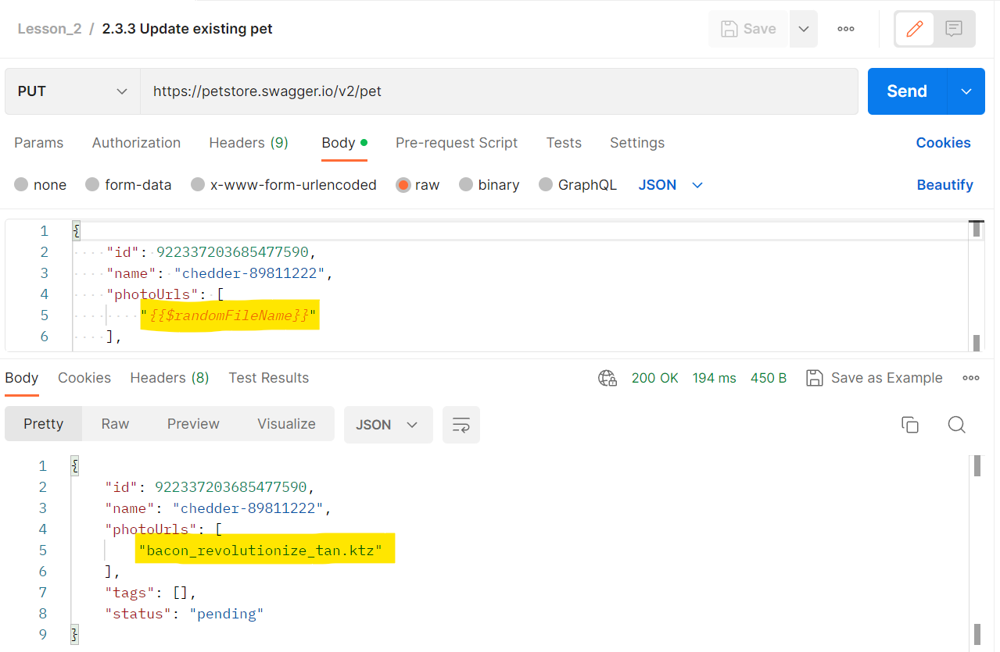 Lesson_2 / 2.3.3 Update existing pet
Save
PUT
https://petstore.swagger.io/v2/pet
Send
Params Authorization Headers (9) Body Pre-request Script Tests Settings Cookies
none form-data x-www-form-urlencoded raw binary GraphQL JSON Beautify
1 {
2 "id": 922337203685477590,
3 "name": "chedder-89811222",
4 "photoUrls": [
5 "{{$randomFileName}}"
6 ],
Body Cookies Headers (8) Test Results 200 OK 194 ms 450 B Save as Example
Pretty Raw Preview Visualize JSON
1 {
2 "id": 922337203685477590,
3 "name": "chedder-89811222",
4 "photoUrls": [
5 "bacon_revolutionize_tan.ktz"
6 ],
7 "tags": [],
8 "status": "pending"
9 }